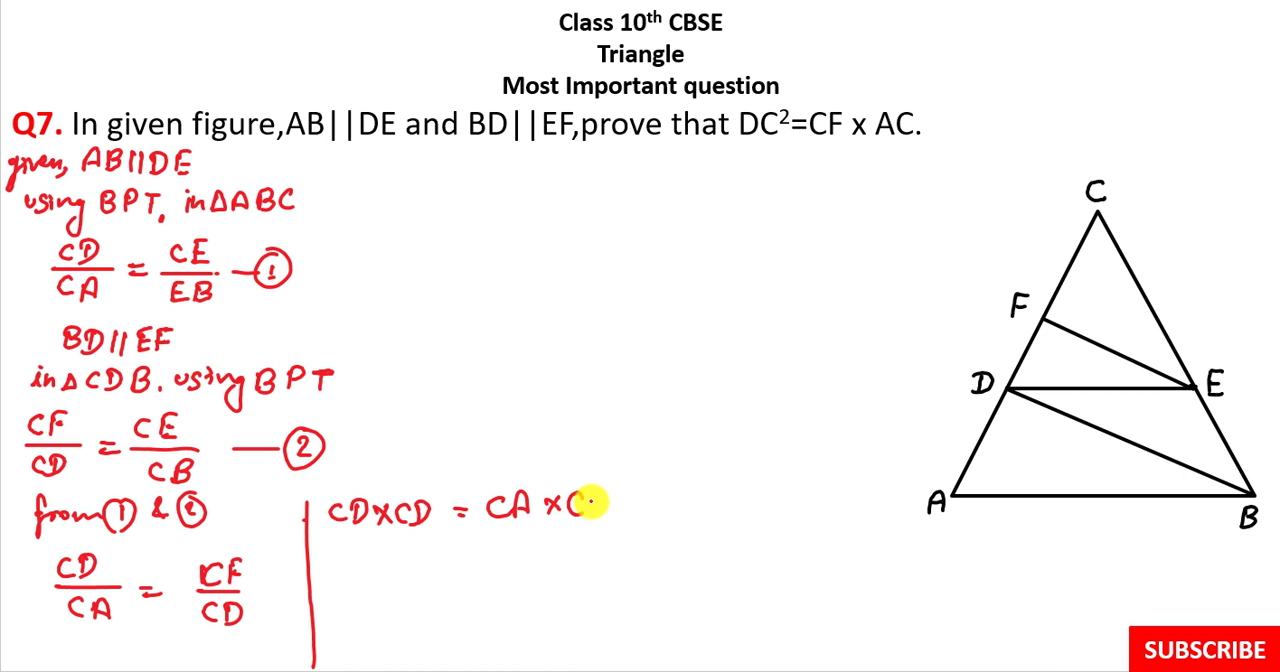 Class 10th CBSE
Triangle
Most Important question
Q7. In given figure,AB||DE and BD||EF,prove that DC²=CF x AC.
given, AB||DE
using BPT, in ΔABC
CD/CA = CE/EB. —①
BD||EF
in Δ CDB. using BPT
CF/CD = CE/CB —②
from ① & ②
CD/CA = CF/CD
CD×CD = CA×C
C
F
D
E
A
B
SUBSCRIBE